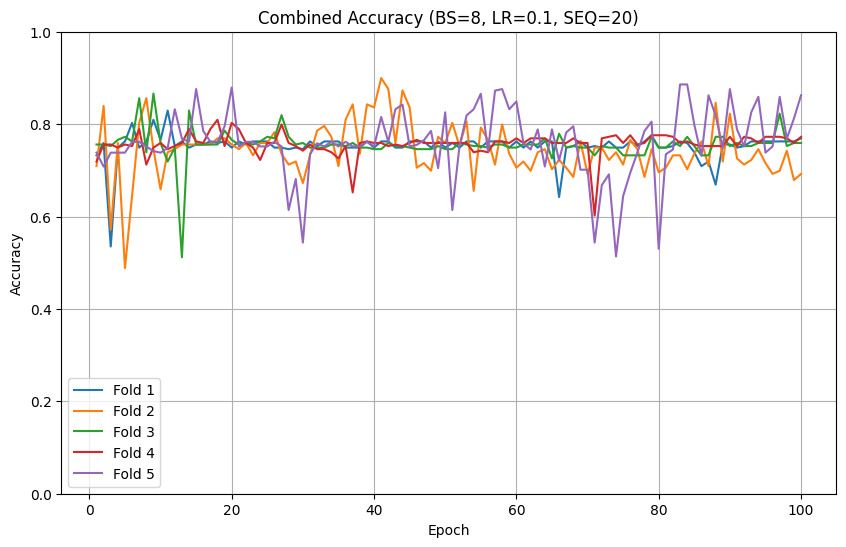 Combined Accuracy (BS=8, LR=0.1, SEQ=20)
1.0
0.8
0.6
0.4
0.2
0.0
Accuracy
Fold 1
Fold 2
Fold 3
Fold 4
Fold 5
0 20 40 60 80 100
Epoch